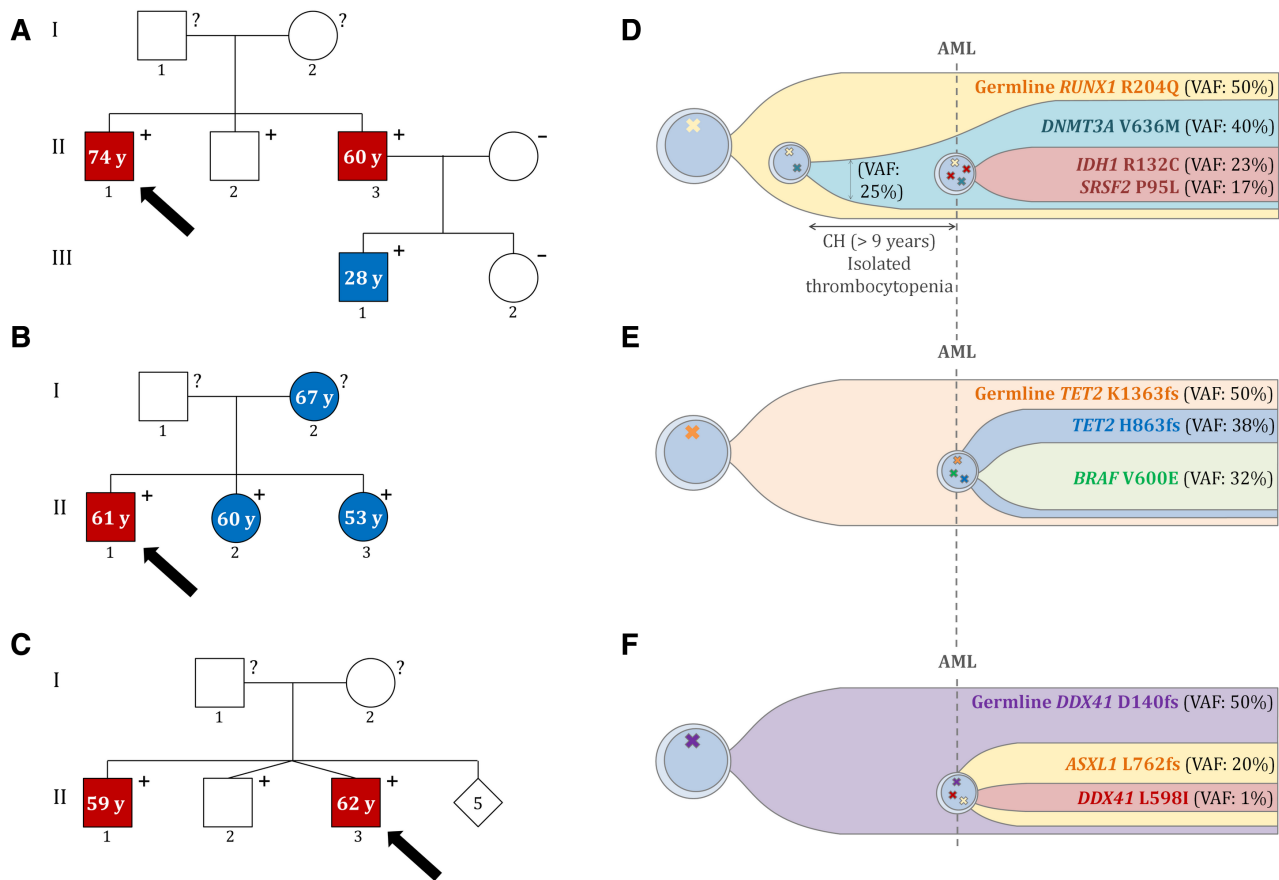 A
I
?
?
1
2
II
74 y
+
+
60 y
+
-
1
2
3
III
28 y
+
-
1
2
B
I
?
67 y
?
1
2
II
61 y
+
60 y
+
53 y
+
1
2
3
C
I
?
?
1
2
II
59 y
+
+
62 y
+
5
1
2
3
D
AML
Germline RUNX1 R204Q (VAF: 50%)
DNMT3A V636M (VAF: 40%)
(VAF:
25%)
IDH1 R132C (VAF: 23%)
SRSF2 P95L (VAF: 17%)
CH (> 9 years)
Isolated
thrombocytopenia
E
AML
Germline TET2 K1363fs (VAF: 50%)
TET2 H863fs (VAF: 38%)
BRAF V600E (VAF: 32%)
F
AML
Germline DDX41 D140fs (VAF: 50%)
ASXL1 L762fs (VAF: 20%)
DDX41 L598I (VAF: 1%)